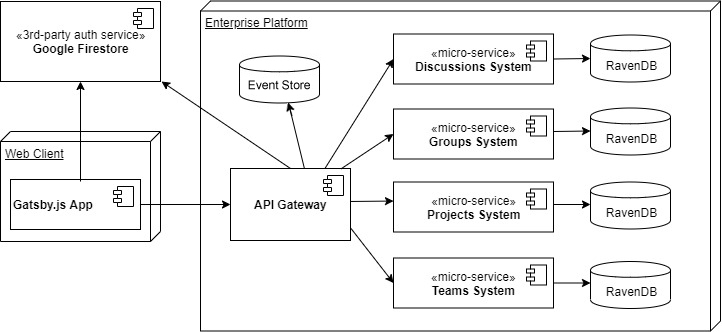 «3rd-party auth service»
Google Firestore
Enterprise Platform
Event Store
«micro-service»
Discussions System
RavenDB
«micro-service»
Groups System
RavenDB
Web Client
Gatsby.js App
API Gateway
«micro-service»
Projects System
RavenDB
«micro-service»
Teams System
RavenDB